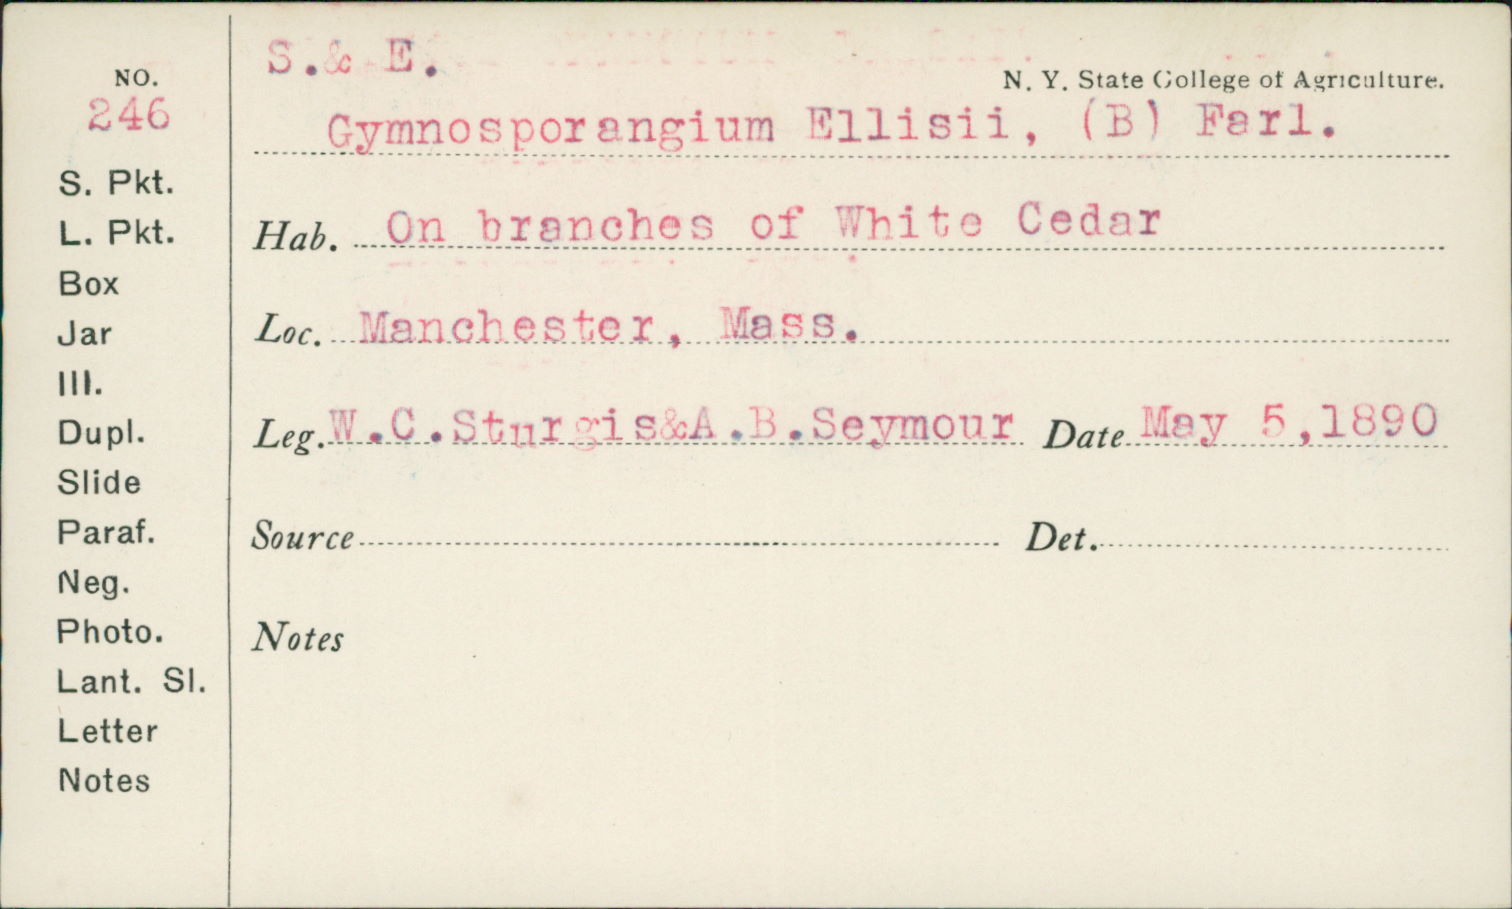 S.& E.
NO.
N. Y. State College of Agriculture.
246
Gymnosporangium Ellisii, (B) Farl.
S. Pkt.
L. Pkt.
Hab. On branches of White Cedar
Box
Jar
Loc. Manchester, Mass.
Ill.
Dupl.
Leg. W.C.Sturgis&A.B.Seymour Date May 5,1890
Slide
Paraf.
Source Det.
Neg.
Photo.
Notes
Lant. Sl.
Letter
Notes